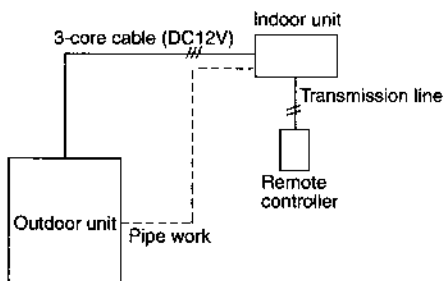 Indoor unit
3-core cable (DC12V)
Transmission line
Remote
controller
Outdoor unit
Pipe work